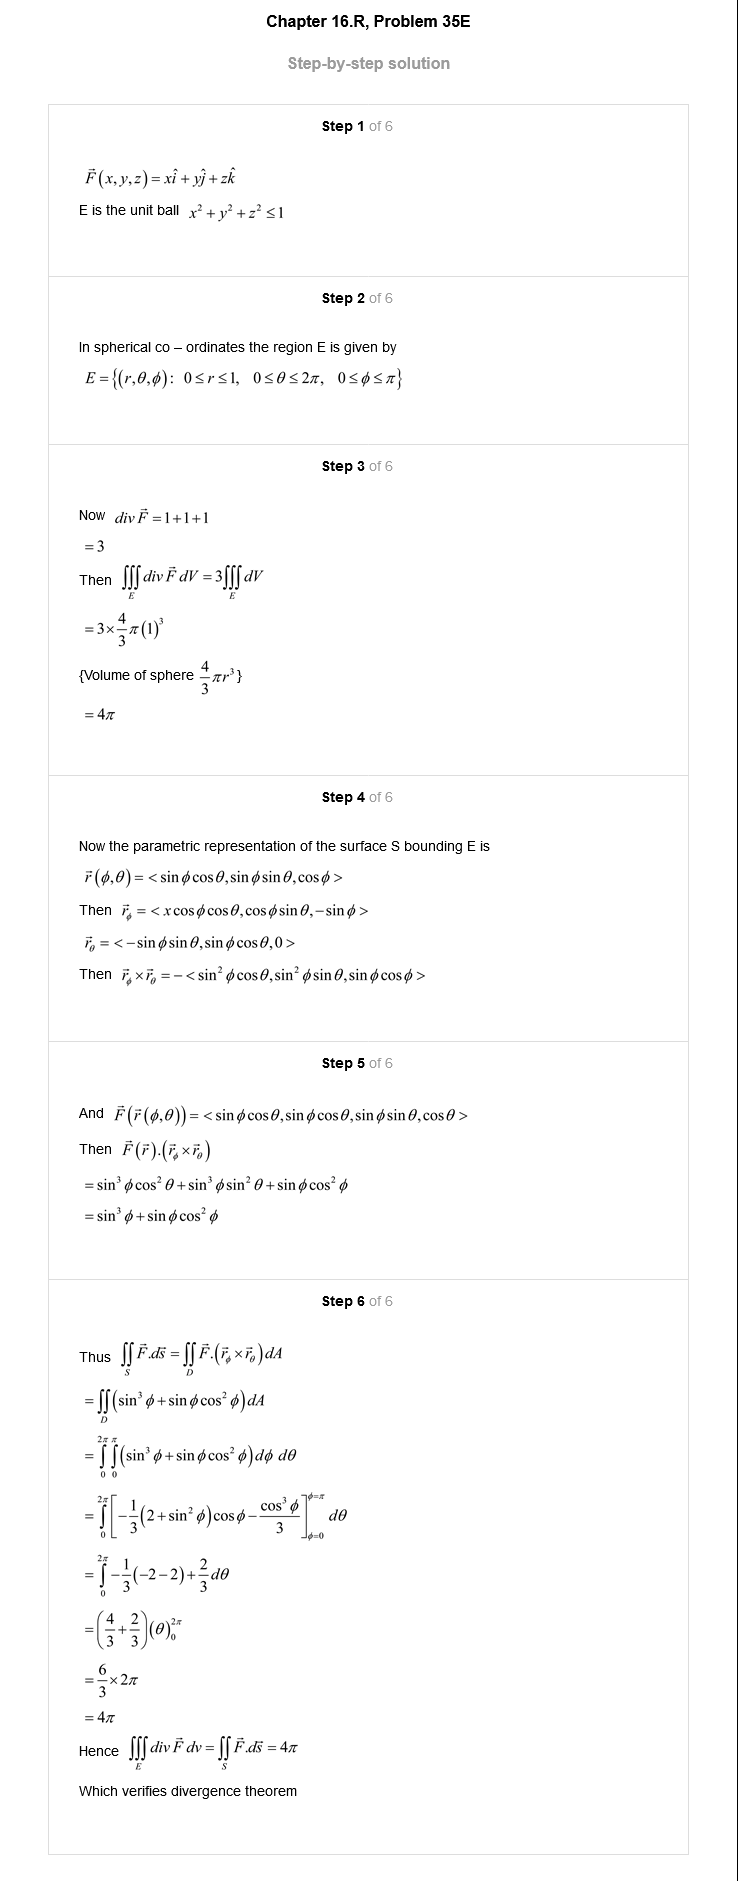 Chapter 16.R, Problem 35E
Step-by-step solution
Step 1 of 6
$\vec{F}(x,y,z)=x\hat{i}+y\hat{j}+z\hat{k}$
E is the unit ball $x^2+y^2+z^2\leq 1$
Step 2 of 6
In spherical co – ordinates the region E is given by
$E=\{(r,\theta,\phi):\ 0\leq r\leq 1,\ \ 0\leq\theta\leq 2\pi,\ \ 0\leq\phi\leq\pi\}$
Step 3 of 6
Now $div\,\vec{F}=1+1+1$
$=3$
Then $\iiint_E div\,\vec{F}\,dV=3\iiint_E dV$
$=3\times\frac{4}{3}\pi(1)^3$
{Volume of sphere $\frac{4}{3}\pi r^3$}
$=4\pi$
Step 4 of 6
Now the parametric representation of the surface S bounding E is
$\vec{r}(\phi,\theta)=<\sin\phi\cos\theta,\sin\phi\sin\theta,\cos\phi>$
Then $\vec{r}_\phi=<x\cos\phi\cos\theta,\cos\phi\sin\theta,-\sin\phi>$
$\vec{r}_\theta=<-\sin\phi\sin\theta,\sin\phi\cos\theta,0>$
Then $\vec{r}_\phi\times\vec{r}_\theta=-<\sin^2\phi\cos\theta,\sin^2\phi\sin\theta,\sin\phi\cos\phi>$
Step 5 of 6
And $\vec{F}(\vec{r}(\phi,\theta))=<\sin\phi\cos\theta,\sin\phi\cos\theta,\sin\phi\sin\theta,\cos\theta>$
Then $\vec{F}(\vec{r}).(\vec{r}_\phi\times\vec{r}_\theta)$
$=\sin^3\phi\cos^2\theta+\sin^3\phi\sin^2\theta+\sin\phi\cos^2\phi$
$=\sin^3\phi+\sin\phi\cos^2\phi$
Step 6 of 6
Thus $\iint_S\vec{F}.d\vec{s}=\iint_D\vec{F}.(\vec{r}_\phi\times\vec{r}_\theta)dA$
$=\iint_D(\sin^3\phi+\sin\phi\cos^2\phi)dA$
$=\int_0^{2\pi}\int_0^{\pi}(\sin^3\phi+\sin\phi\cos^2\phi)d\phi\ d\theta$
$=\int_0^{2\pi}\left[-\frac{1}{3}(2+\sin^2\phi)\cos\phi-\frac{\cos^3\phi}{3}\right]_{\phi=0}^{\phi=\pi}d\theta$
$=\int_0^{2\pi}-\frac{1}{3}(-2-2)+\frac{2}{3}d\theta$
$=\left(\frac{4}{3}+\frac{2}{3}\right)(\theta)_0^{2\pi}$
$=\frac{6}{3}\times 2\pi$
$=4\pi$
Hence $\iiint_E div\,\vec{F}\,dv=\iint_S\vec{F}.d\vec{s}=4\pi$
Which verifies divergence theorem